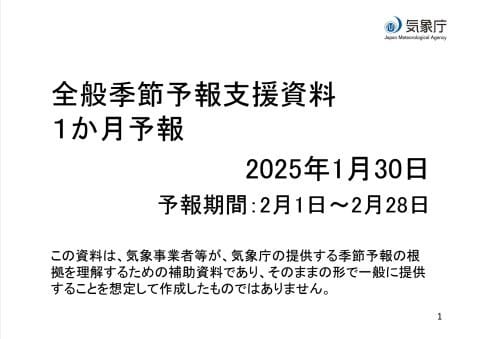 気象庁
Japan Meteorological Agency
全般季節予報支援資料
１か月予報
2025年1月30日
予報期間：2月1日～2月28日
この資料は、気象事業者等が、気象庁の提供する季節予報の根
拠を理解するための補助資料であり、そのままの形で一般に提供
することを想定して作成したものではありません。
1